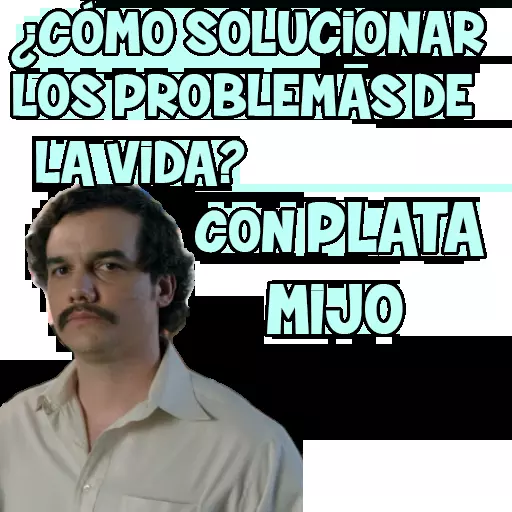 ¿CÓMO SOLUCIONAR
LOS PROBLEMAS DE
LA VIDA?
CON PLATA
MIJO